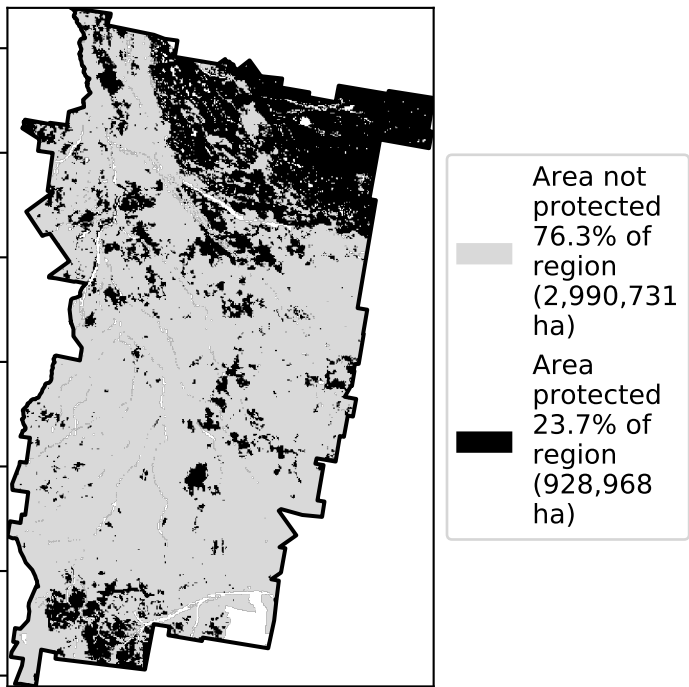 Area not
protected
76.3% of
region
(2,990,731
ha)
Area
protected
23.7% of
region
(928,968
ha)